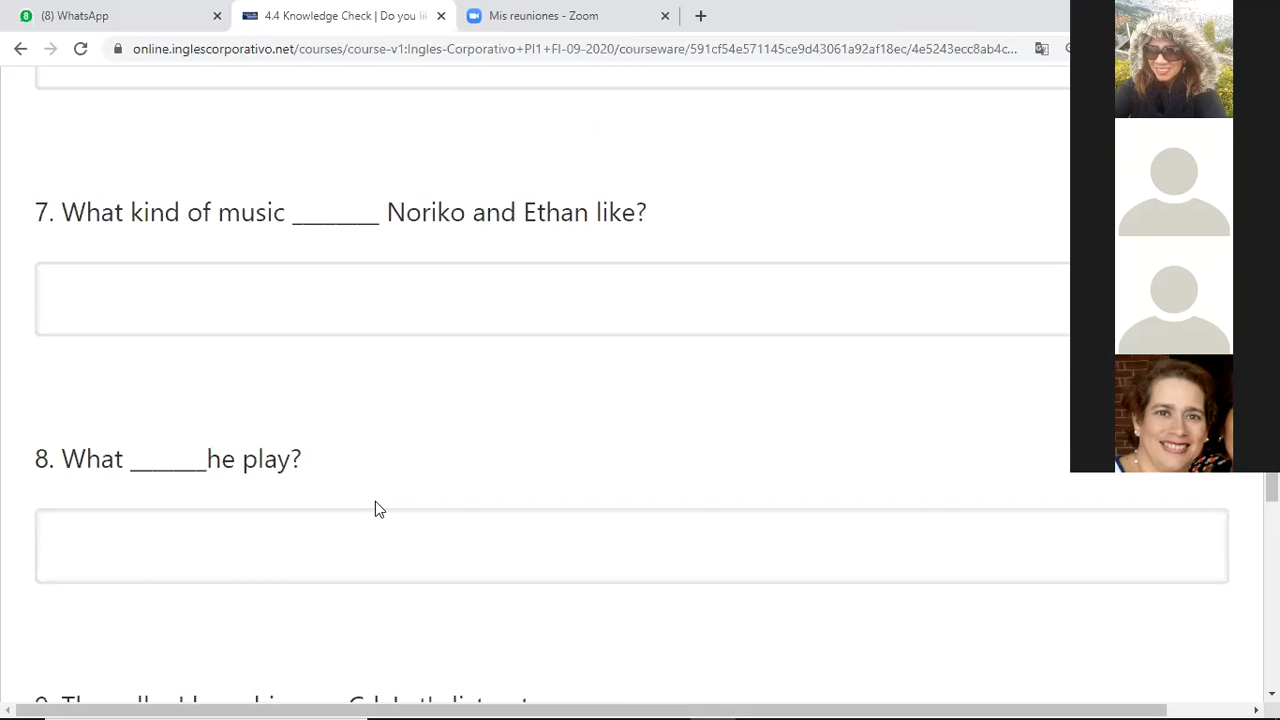 (8) WhatsApp
4.4 Knowledge Check | Do you li
Mis reuniones - Zoom
online.inglescorporativo.net/courses/course-v1:Ingles-Corporativo+PI1+FI-09-2020/courseware/591cf54e571145ce9d43061a92af18ec/4e5243ecc8ab4c...
7. What kind of music ________ Noriko and Ethan like?
8. What _______he play?